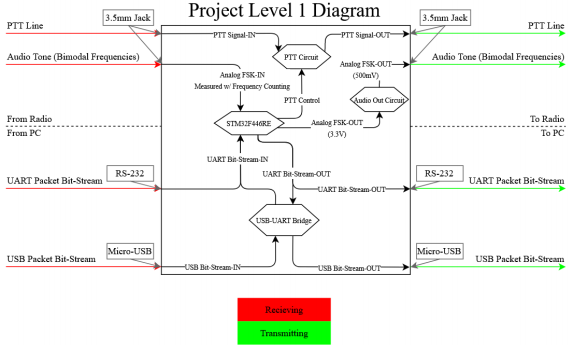 Project Level 1 Diagram
3.5mm Jack
3.5mm Jack
PTT Line
PTT Signal-IN
PTT Signal-OUT
PTT Line
PTT Circuit
Audio Tone (Bimodal Frequencies)
Analog FSK-OUT
(500mV)
Audio Tone (Bimodal Frequencies)
Analog FSK-IN
Measured w/ Frequency Counting
PTT Control
Audio Out Circuit
From Radio
STM32F446RE
Analog FSK-OUT
(3.3V)
To Radio
From PC
To PC
UART Bit-Stream-IN
RS-232
UART Bit-Stream-OUT
RS-232
UART Packet Bit-Stream
UART Bit-Stream-OUT
UART Packet Bit-Stream
USB-UART Bridge
Micro-USB
Micro-USB
USB Packet Bit-Stream
USB Bit-Stream-IN
USB Bit-Stream-OUT
USB Packet Bit-Stream
Recieving
Transmitting